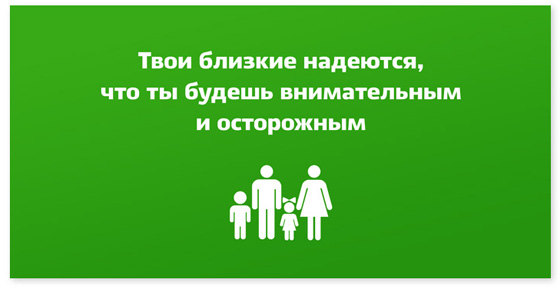 Твои близкие надеются,
что ты будешь внимательным
и осторожным